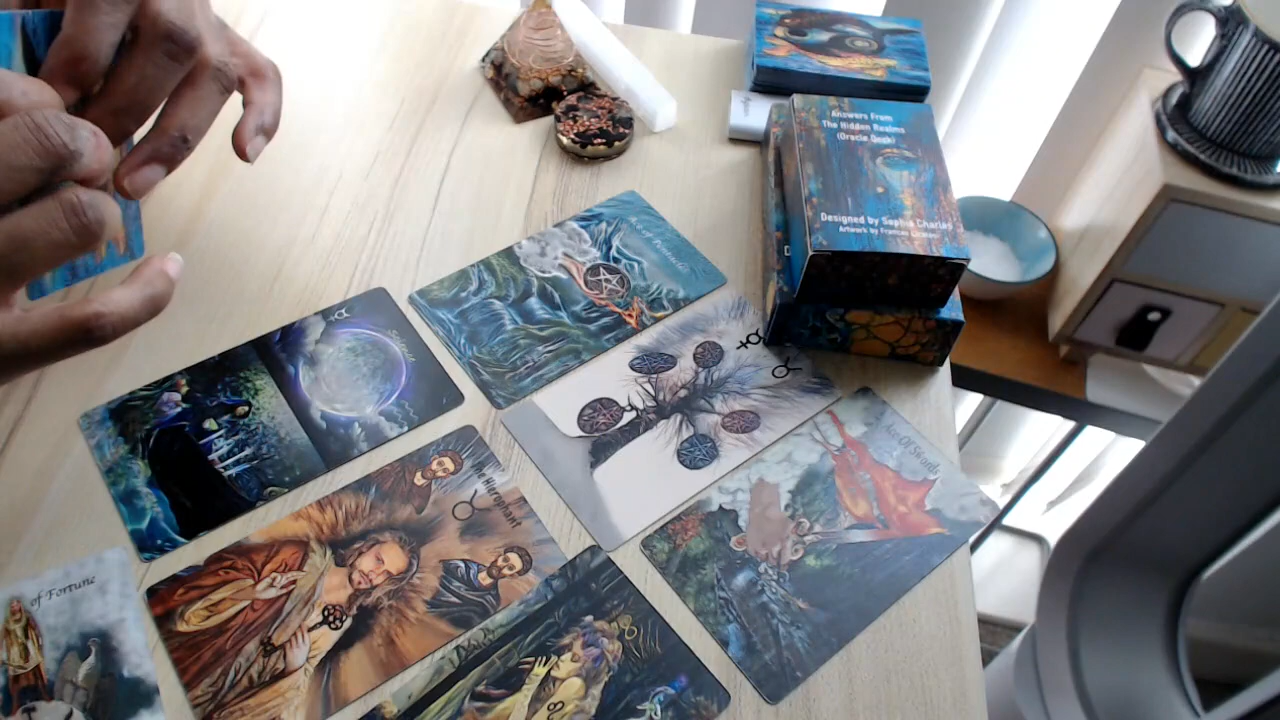 Answers From
The Hidden Realms
(Oracle Deck)
Designed by Sophia Charles
Ace of Pentacles
The Hierophant
Ace Of Swords
of Fortune